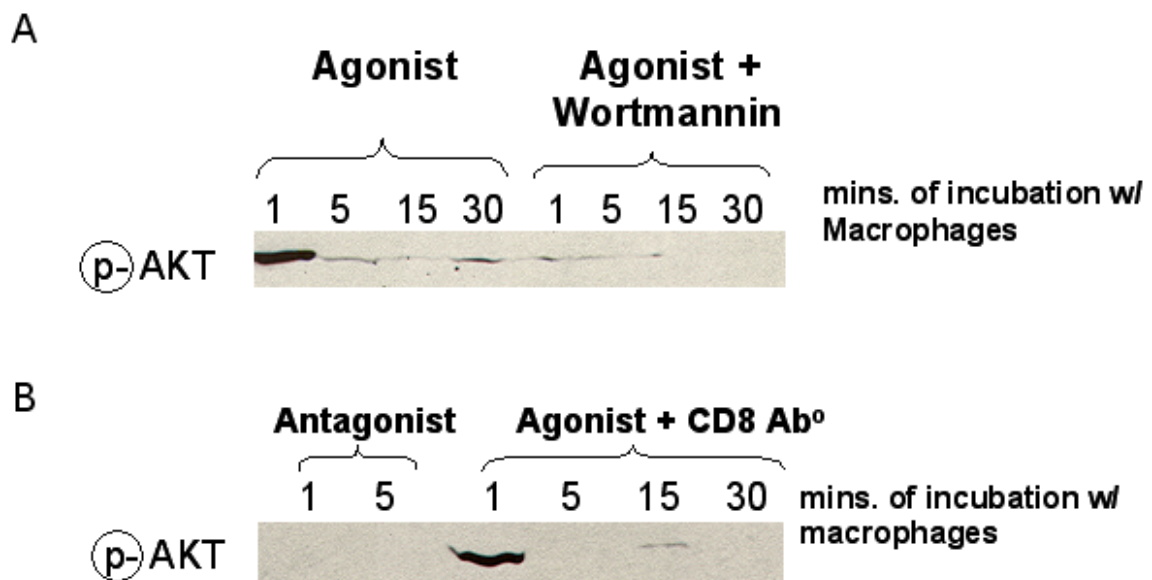 A
Agonist
Agonist +
Wortmannin
1 5 15 30 1 5 15 30
mins. of incubation w/
Macrophages
p- AKT
B
Antagonist
Agonist + CD8 Abº
1 5 1 5 15 30
mins. of incubation w/
macrophages
p- AKT